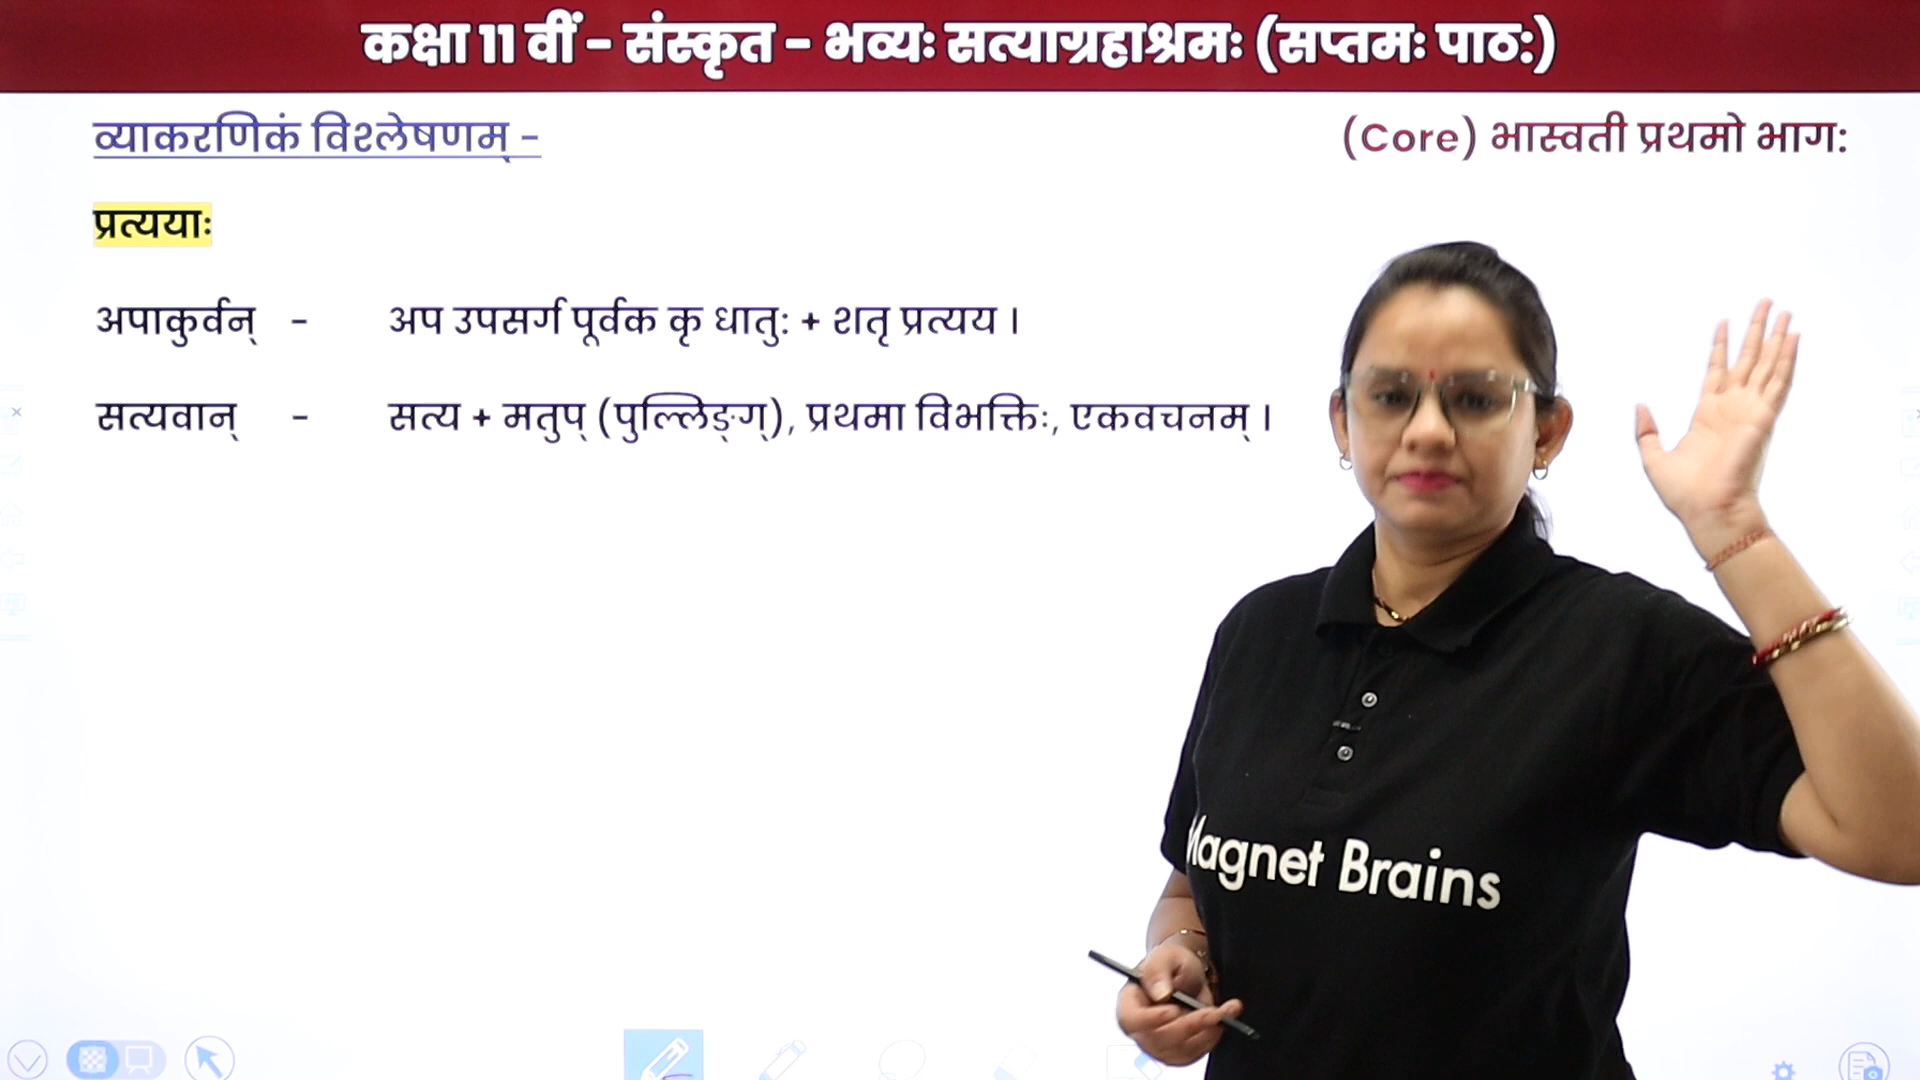 कक्षा 11 वीं - संस्कृत - भव्यः सत्याग्रहाश्रमः (सप्तमः पाठः)
व्याकरणिकं विश्लेषणम् -
(Core) भास्वती प्रथमो भाग:
प्रत्ययाः
अपाकुर्वन् - अप उपसर्ग पूर्वक कृ धातु: + शतृ प्रत्यय ।
सत्यवान् - सत्य + मतुप् (पुल्लिङ्ग्), प्रथमा विभक्तिः, एकवचनम् ।
Magnet Brains